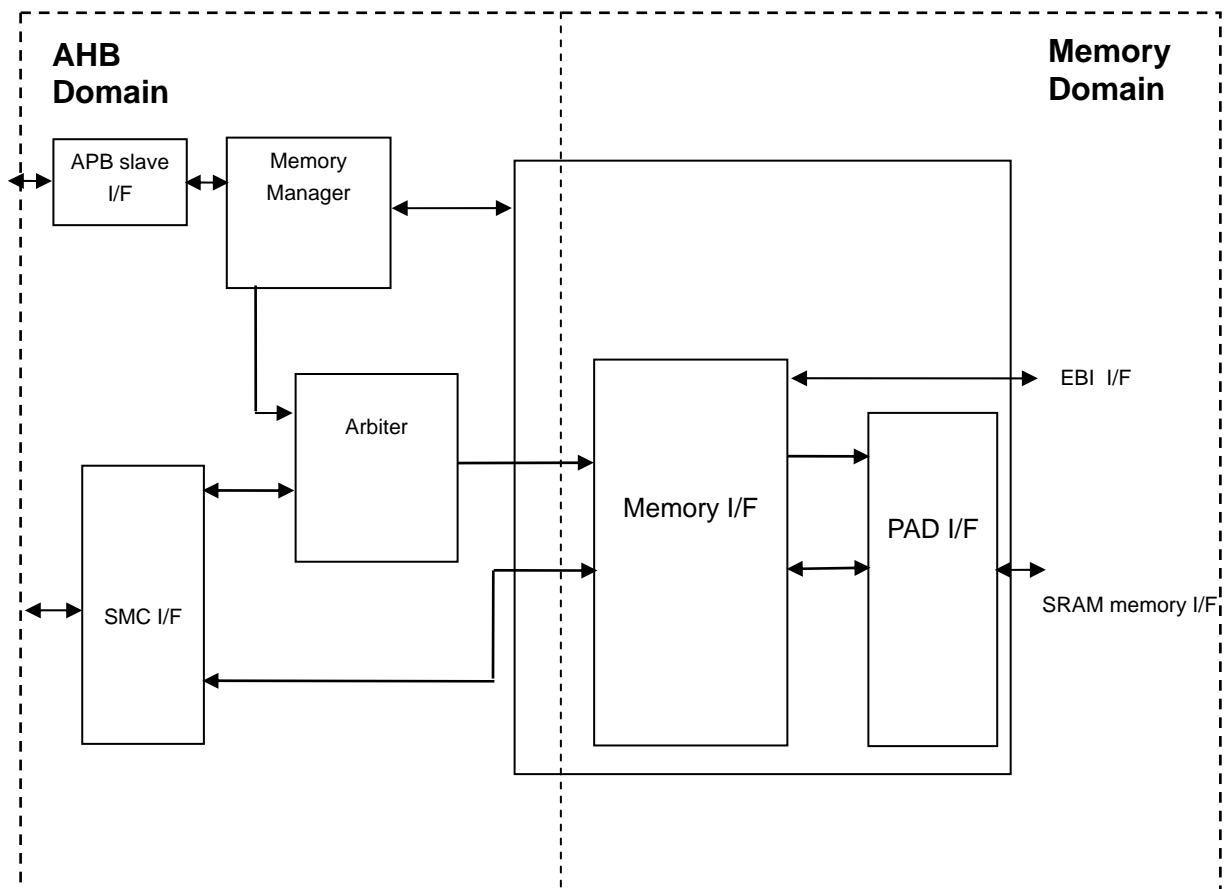 AHB
Domain
Memory
Domain
APB slave
I/F
Memory
Manager
EBI I/F
Arbiter
Memory I/F
PAD I/F
SMC I/F
SRAM memory I/F